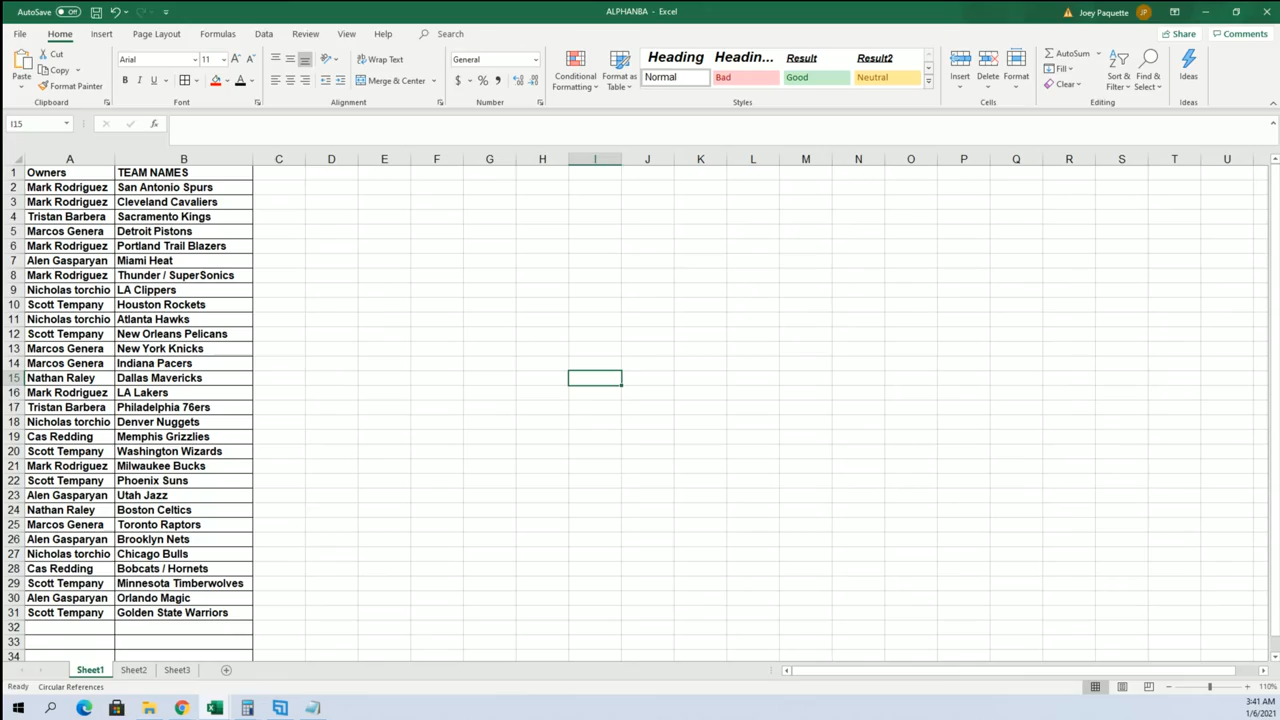 AutoSave Off ALPHANBA - Excel Joey Paquette JP
File Home Insert Page Layout Formulas Data Review View Help Search Share Comments
Paste Cut Copy Format Painter Clipboard
Arial 11 B I U A Font
Wrap Text Merge & Center Alignment
General $ % Number
Conditional Formatting Format as Table
Heading Headin... Result Result2
Normal Bad Good Neutral Styles
Insert Delete Format Cells
AutoSum Fill Clear Sort & Filter Find & Select Editing
Ideas Ideas
I15 fx
A B C D E F G H I J K L M N O P Q R S T U
1 Owners TEAM NAMES
2 Mark Rodriguez San Antonio Spurs
3 Mark Rodriguez Cleveland Cavaliers
4 Tristan Barbera Sacramento Kings
5 Marcos Genera Detroit Pistons
6 Mark Rodriguez Portland Trail Blazers
7 Alen Gasparyan Miami Heat
8 Mark Rodriguez Thunder / SuperSonics
9 Nicholas torchio LA Clippers
10 Scott Tempany Houston Rockets
11 Nicholas torchio Atlanta Hawks
12 Scott Tempany New Orleans Pelicans
13 Marcos Genera New York Knicks
14 Marcos Genera Indiana Pacers
15 Nathan Raley Dallas Mavericks
16 Mark Rodriguez LA Lakers
17 Tristan Barbera Philadelphia 76ers
18 Nicholas torchio Denver Nuggets
19 Cas Redding Memphis Grizzlies
20 Scott Tempany Washington Wizards
21 Mark Rodriguez Milwaukee Bucks
22 Scott Tempany Phoenix Suns
23 Alen Gasparyan Utah Jazz
24 Nathan Raley Boston Celtics
25 Marcos Genera Toronto Raptors
26 Alen Gasparyan Brooklyn Nets
27 Nicholas torchio Chicago Bulls
28 Cas Redding Bobcats / Hornets
29 Scott Tempany Minnesota Timberwolves
30 Alen Gasparyan Orlando Magic
31 Scott Tempany Golden State Warriors
32
33
34
Sheet1 Sheet2 Sheet3
Ready Circular References 110%
3:41 AM
1/6/2021